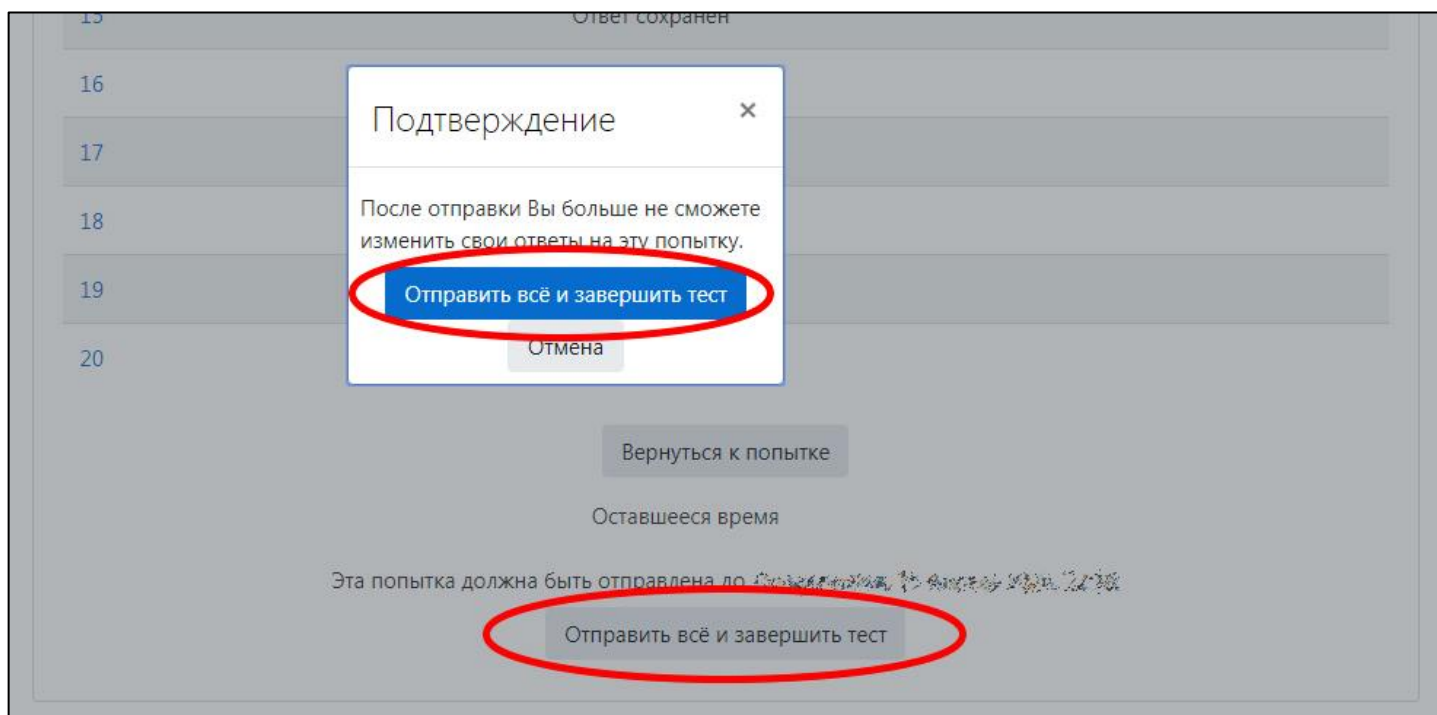 15 Ответ сохранен
16
Подтверждение ×
17
После отправки Вы больше не сможете
18
изменить свои ответы на эту попытку.
19
Отправить всё и завершить тест
Отмена
20
Вернуться к попытке
Оставшееся время
Эта попытка должна быть отправлена до
Отправить всё и завершить тест